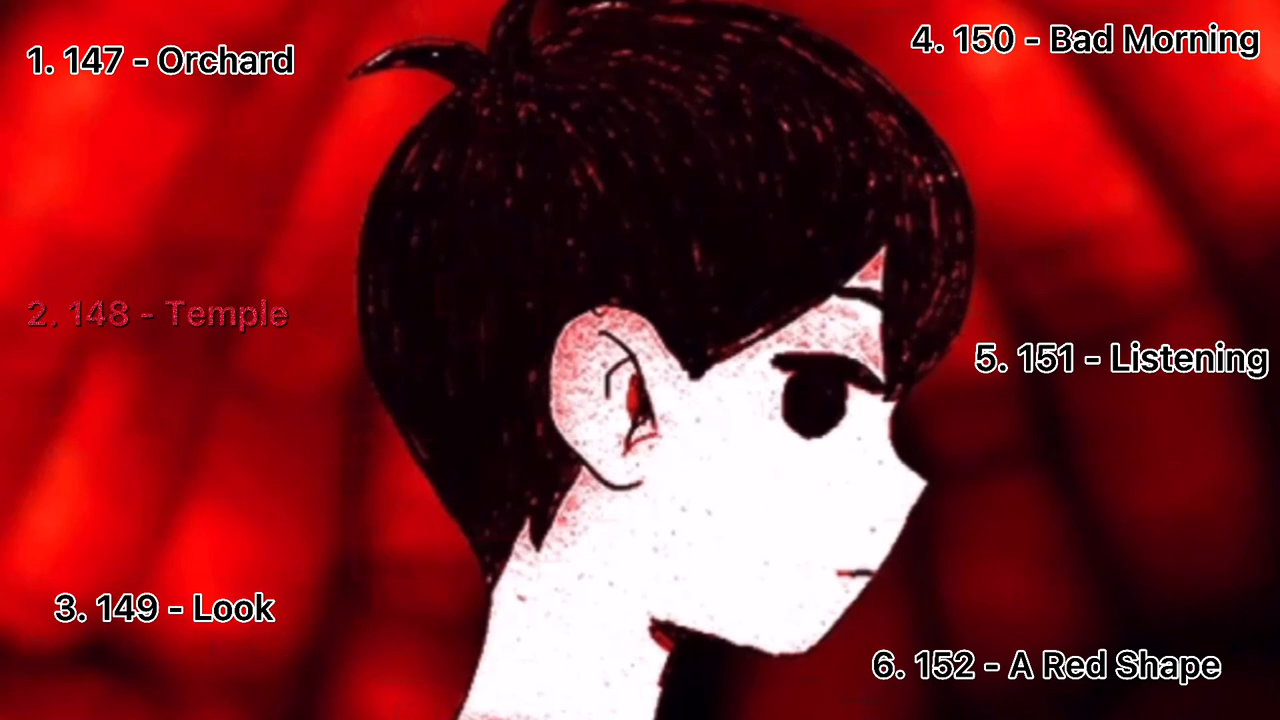 1. 147 - Orchard
2. 148 - Temple
3. 149 - Look
4. 150 - Bad Morning
5. 151 - Listening
6. 152 - A Red Shape